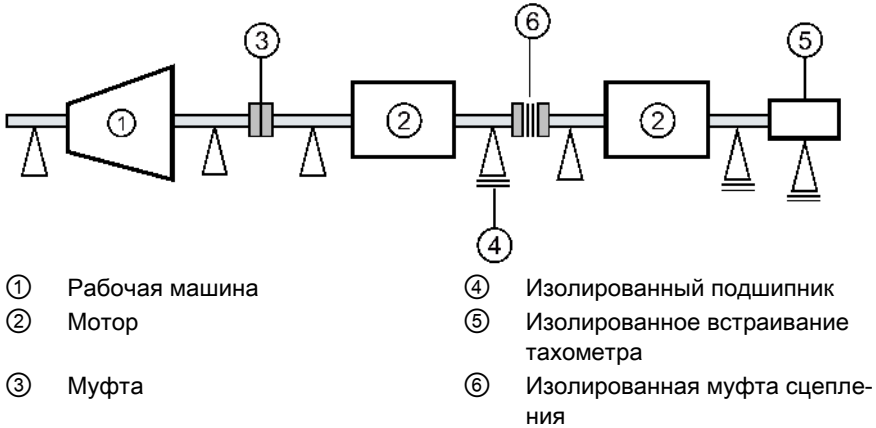 ③
⑥
⑤
①
②
②
④
① Рабочая машина
② Мотор
③ Муфта
④ Изолированный подшипник
⑤ Изолированное встраивание
тахометра
⑥ Изолированная муфта сцепле-
ния